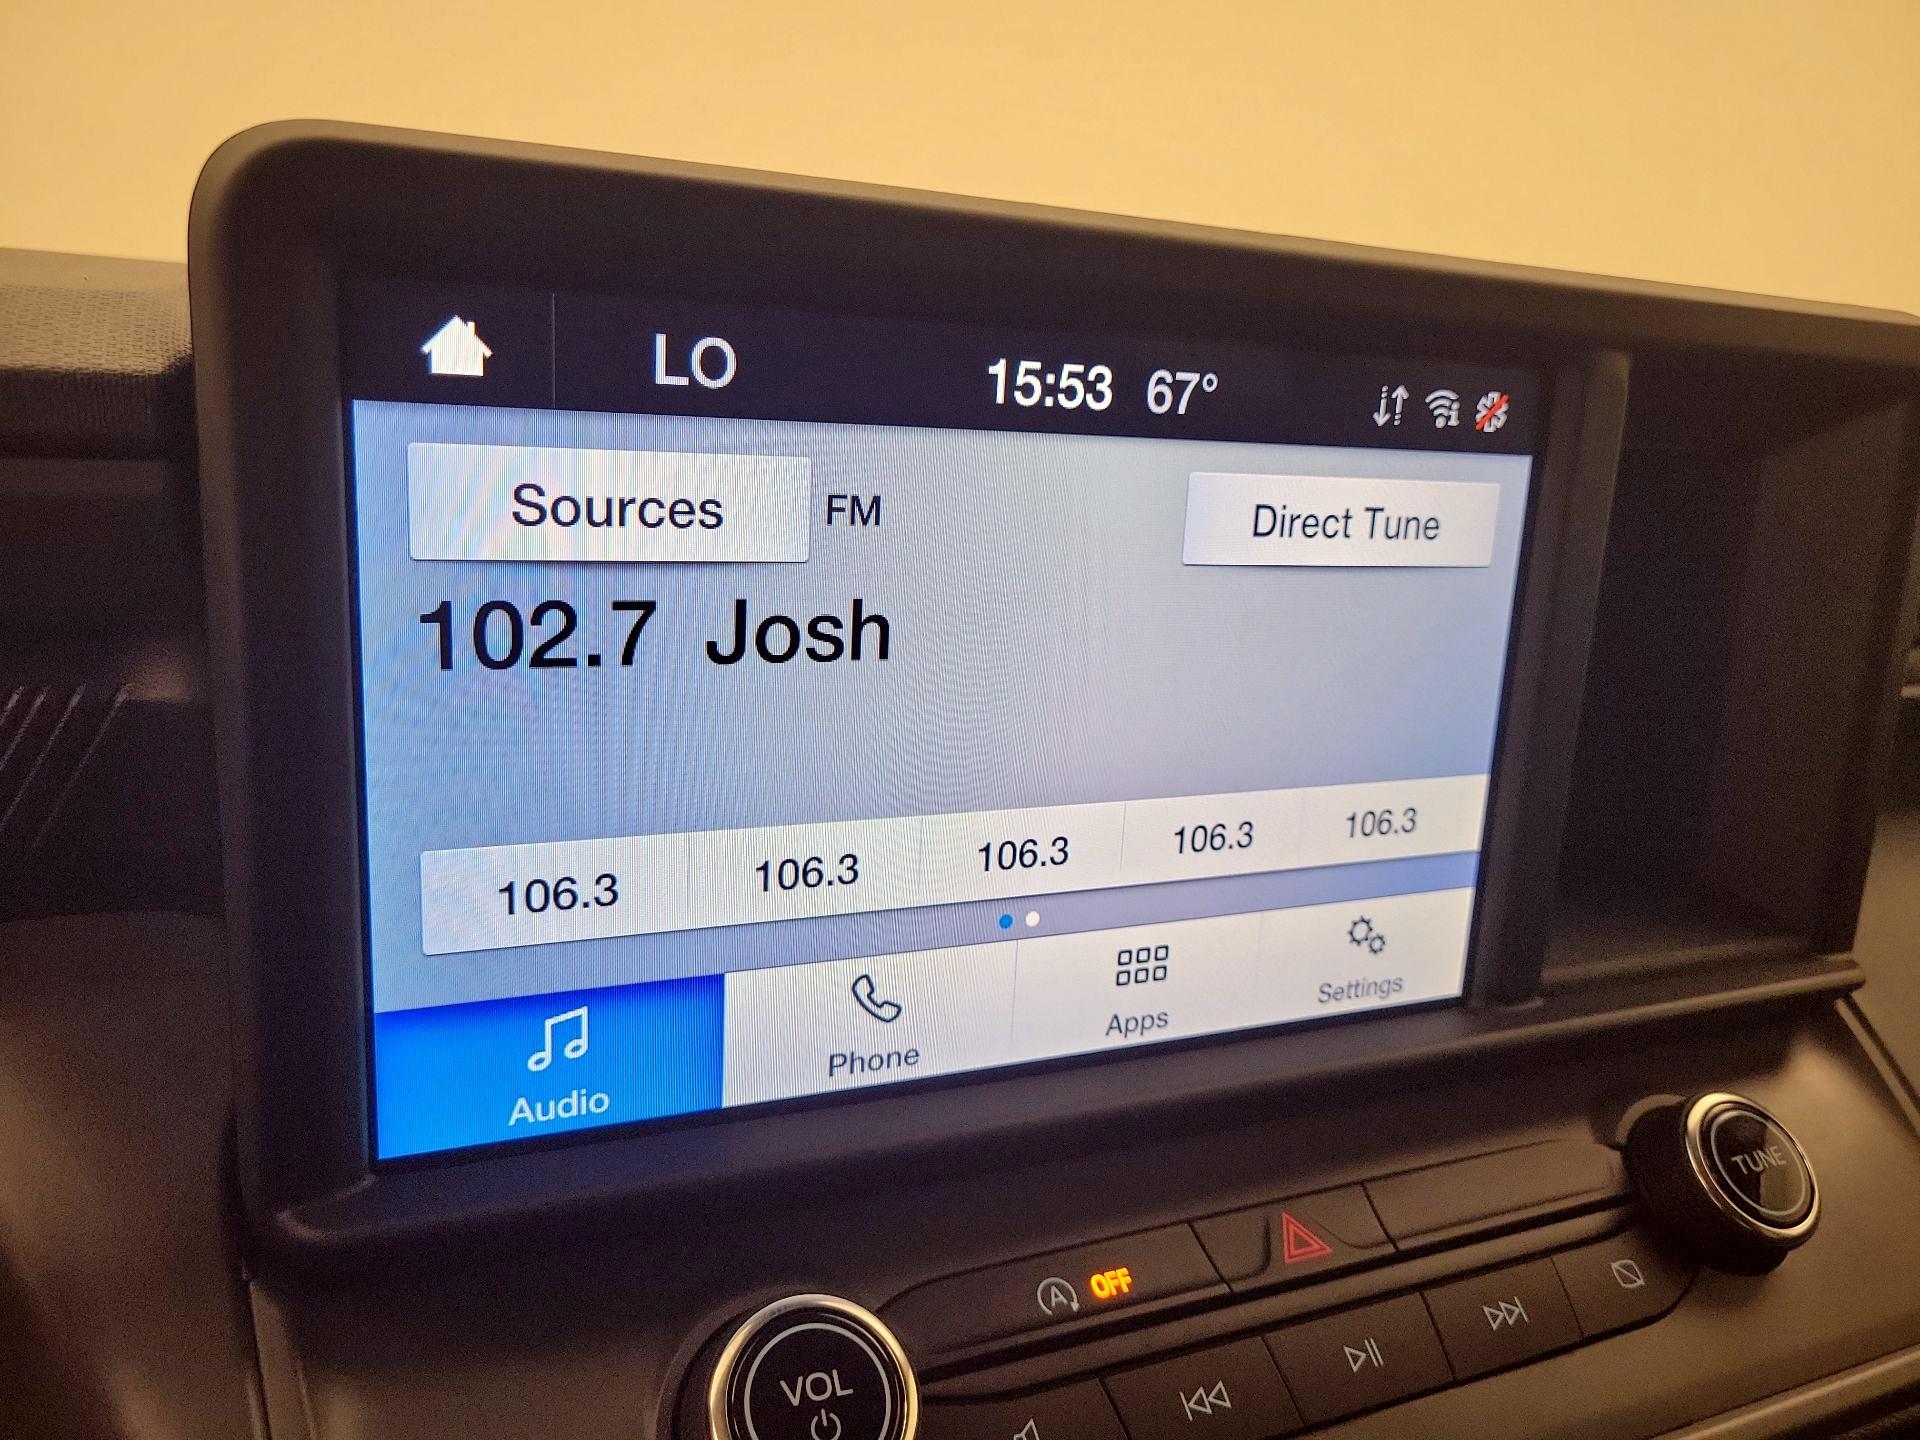 LO 15:53 67°
Sources FM Direct Tune
102.7 Josh
106.3 106.3 106.3 106.3 106.3
Audio Phone Apps Settings
TUNE
A OFF
VOL